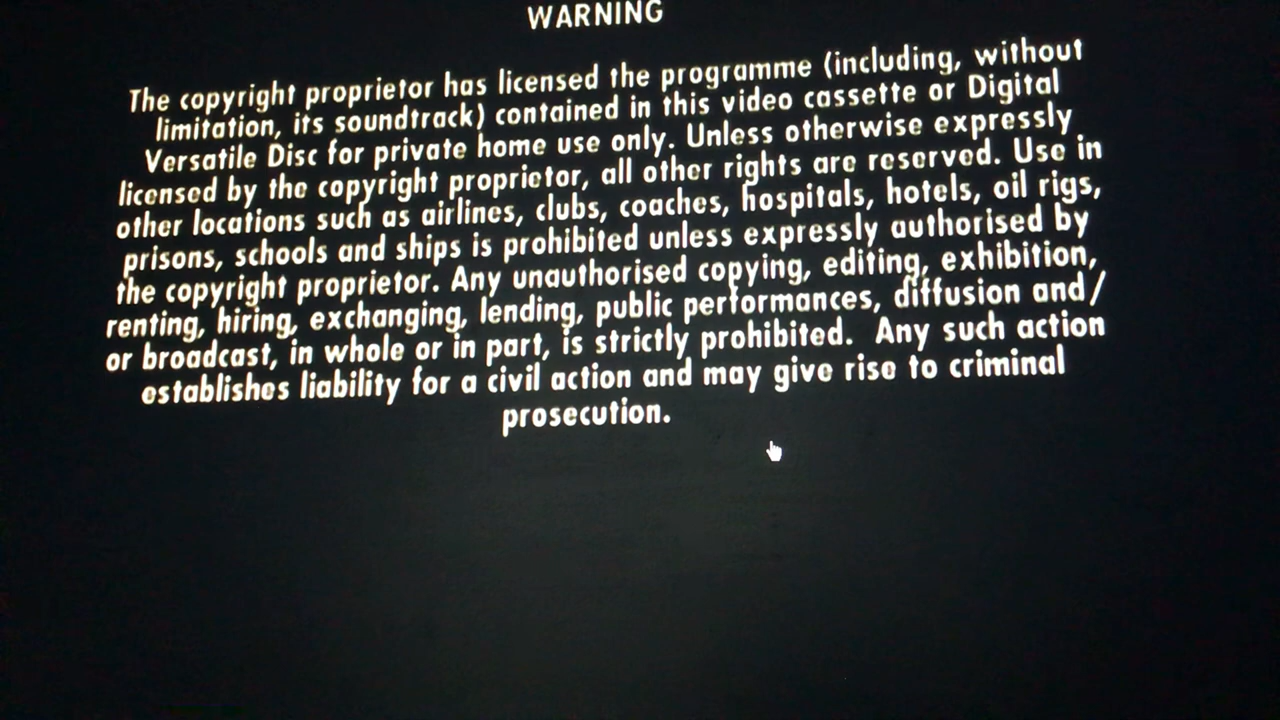 WARNING
The copyright proprietor has licensed the programme (including, without
limitation, its soundtrack) contained in this video cassette or Digital
Versatile Disc for private home use only. Unless otherwise expressly
licensed by the copyright proprietor, all other rights are reserved. Use in
other locations such as airlines, clubs, coaches, hospitals, hotels, oil rigs,
prisons, schools and ships is prohibited unless expressly authorised by
the copyright proprietor. Any unauthorised copying, editing, exhibition,
renting, hiring, exchanging, lending, public performances, diffusion and/
or broadcast, in whole or in part, is strictly prohibited. Any such action
establishes liability for a civil action and may give rise to criminal
prosecution.